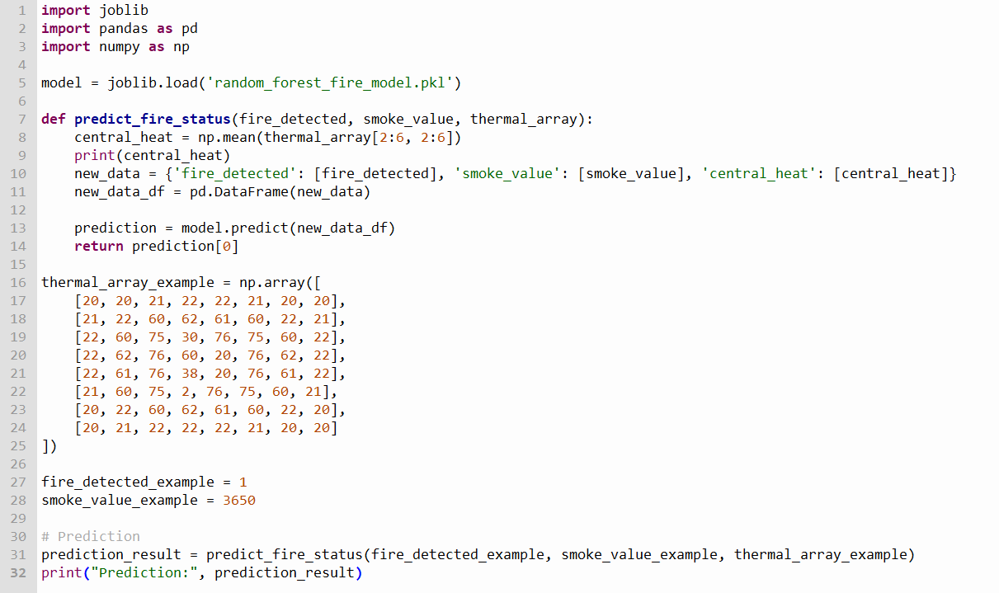 1 import joblib
2 import pandas as pd
3 import numpy as np
4
5 model = joblib.load('random_forest_fire_model.pkl')
6
7 def predict_fire_status(fire_detected, smoke_value, thermal_array):
8     central_heat = np.mean(thermal_array[2:6, 2:6])
9     print(central_heat)
10     new_data = {'fire_detected': [fire_detected], 'smoke_value': [smoke_value], 'central_heat': [central_heat]}
11     new_data_df = pd.DataFrame(new_data)
12
13     prediction = model.predict(new_data_df)
14     return prediction[0]
15
16 thermal_array_example = np.array([
17     [20, 20, 21, 22, 22, 21, 20, 20],
18     [21, 22, 60, 62, 61, 60, 22, 21],
19     [22, 60, 75, 30, 76, 75, 60, 22],
20     [22, 62, 76, 60, 20, 76, 62, 22],
21     [22, 61, 76, 38, 20, 76, 61, 22],
22     [21, 60, 75, 2, 76, 75, 60, 21],
23     [20, 22, 60, 62, 61, 60, 22, 20],
24     [20, 21, 22, 22, 22, 21, 20, 20]
25 ])
26
27 fire_detected_example = 1
28 smoke_value_example = 3650
29
30 # Prediction
31 prediction_result = predict_fire_status(fire_detected_example, smoke_value_example, thermal_array_example)
32 print("Prediction:", prediction_result)